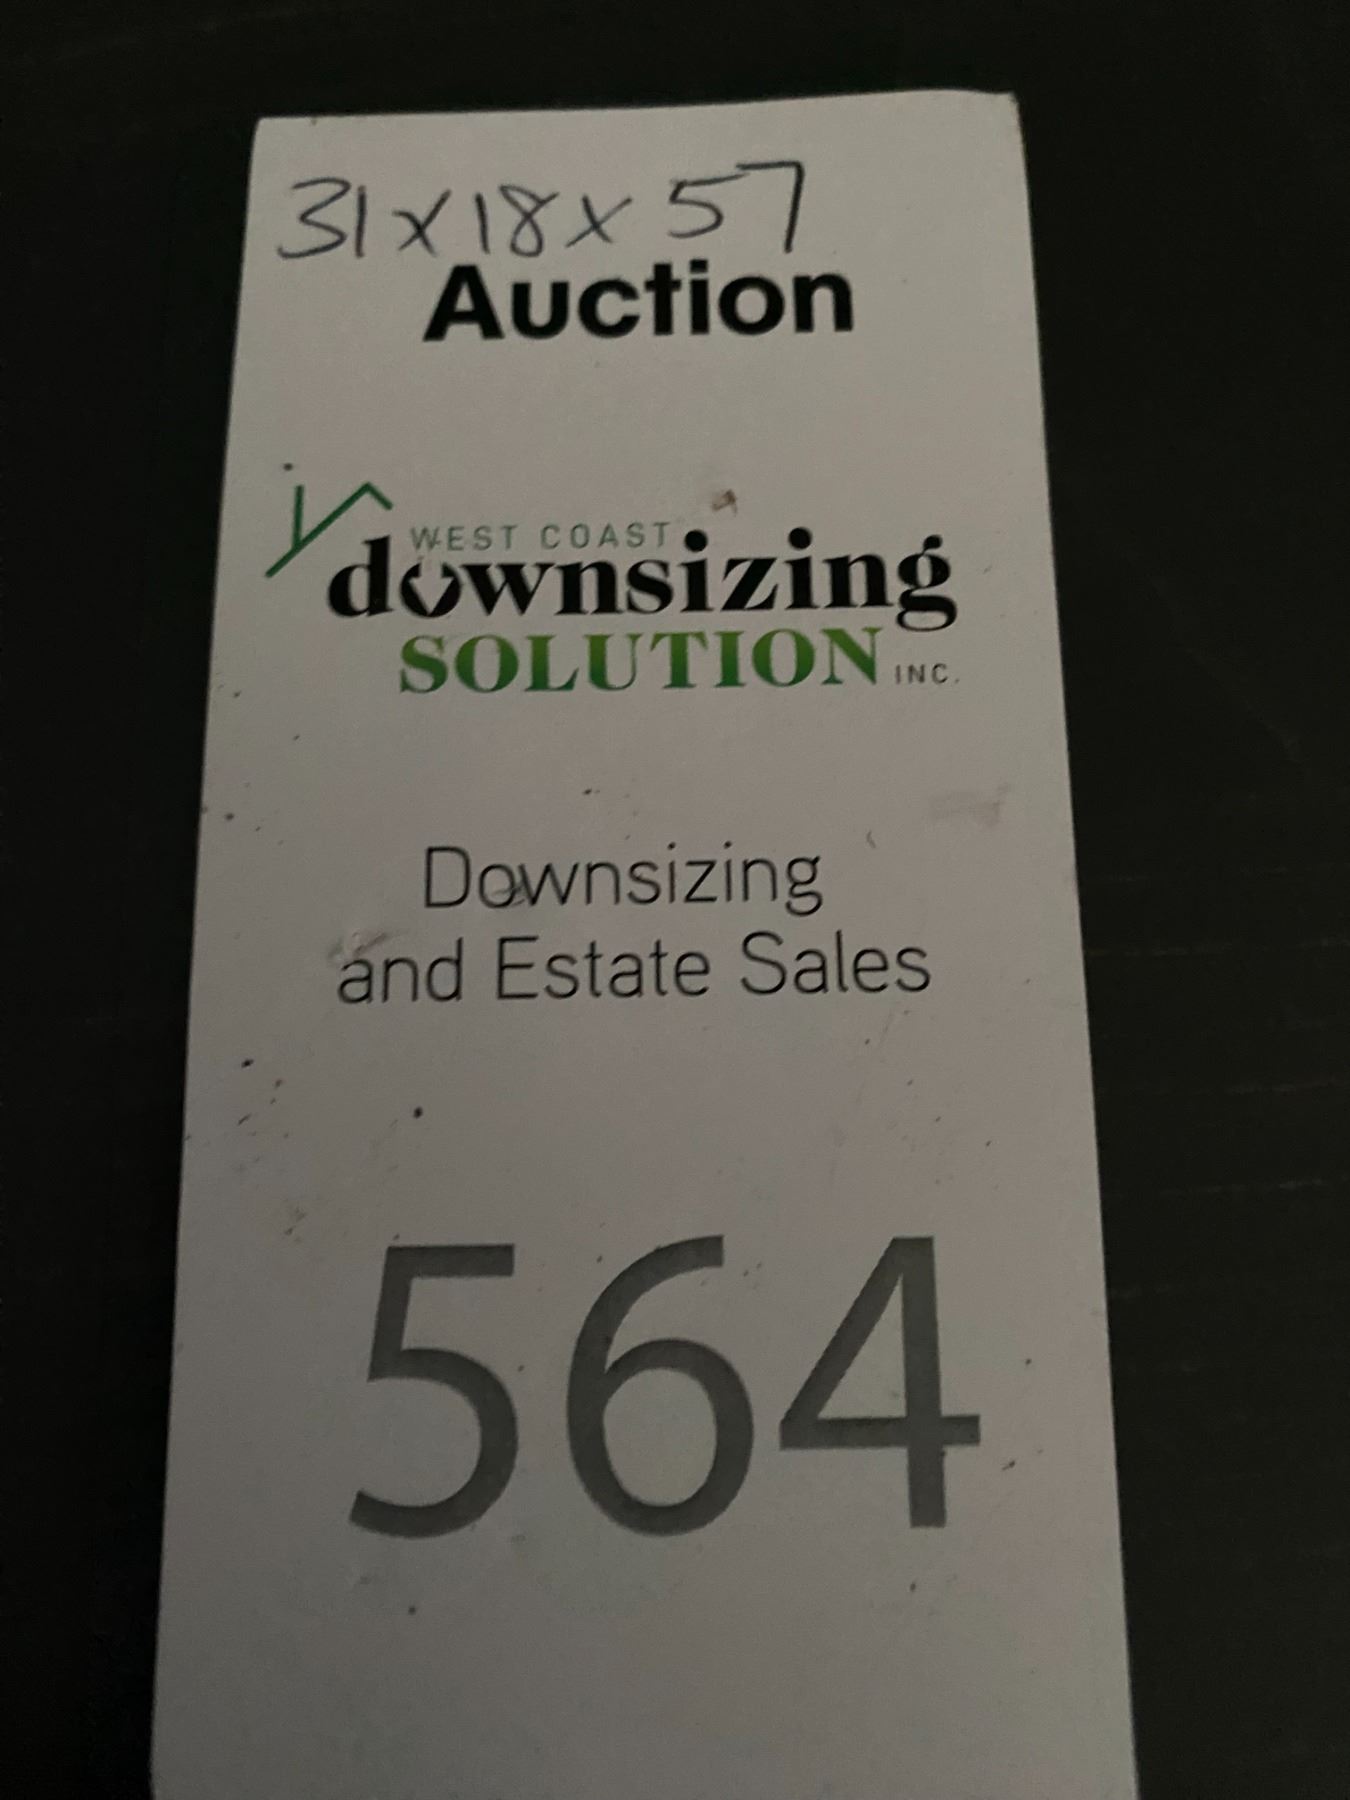 31x18x57
Auction
WEST COAST
downsizing
SOLUTION INC.
Downsizing
and Estate Sales
564